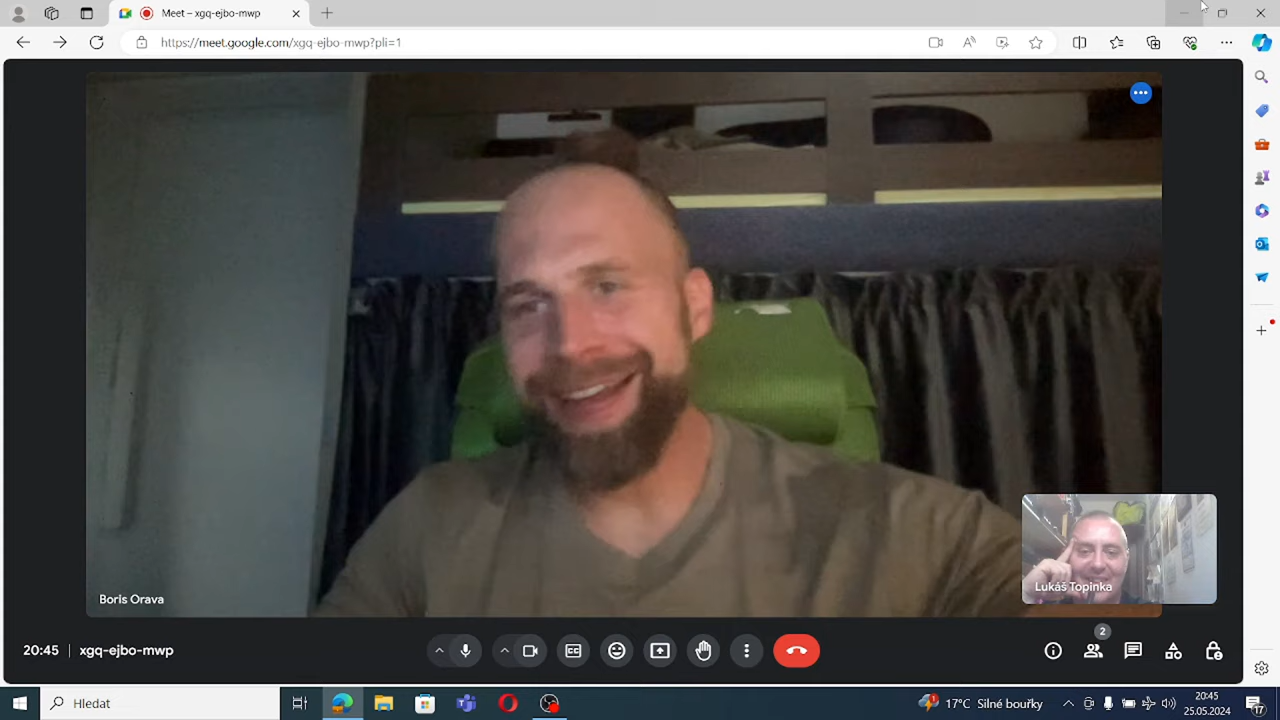 Meet – xgq-ejbo-mwp
https://meet.google.com/xgq-ejbo-mwp?pli=1
Boris Orava
Lukáš Topinka
20:45 | xgq-ejbo-mwp
2
Hledat
17°C Silné bouřky
20:45
25.05.2024
17